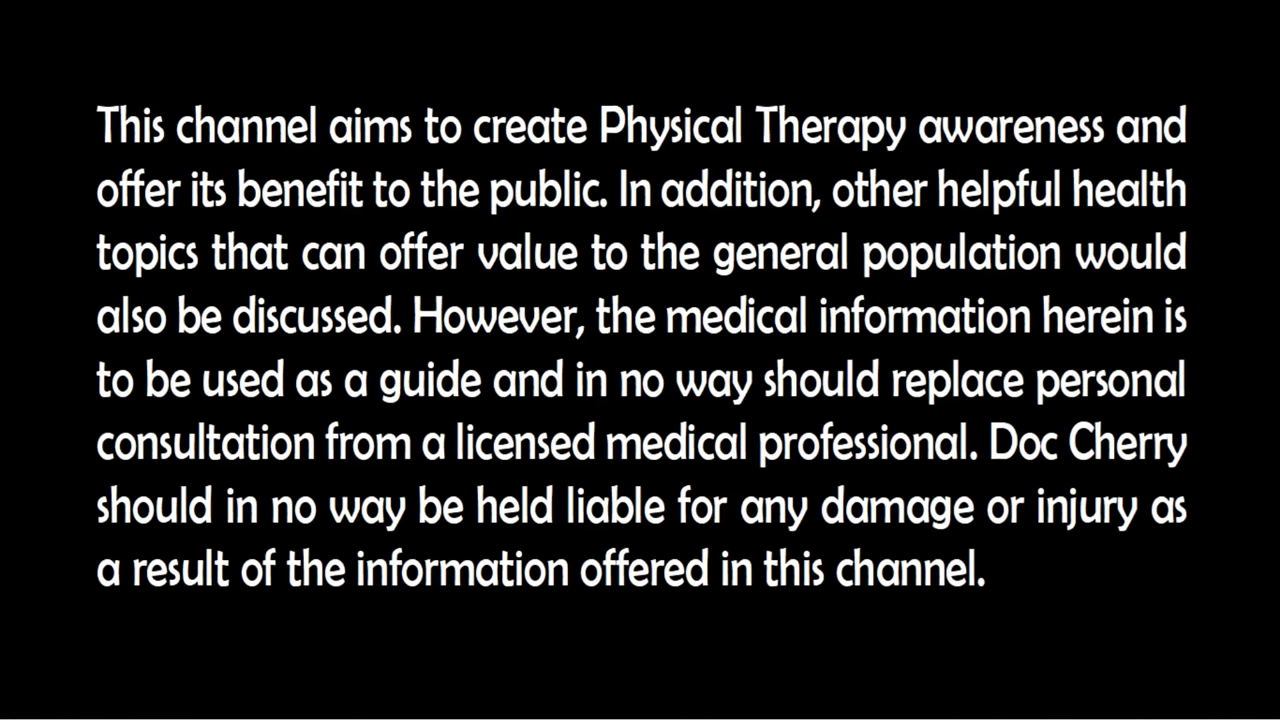 This channel aims to create Physical Therapy awareness and
offer its benefit to the public. In addition, other helpful health
topics that can offer value to the general population would
also be discussed. However, the medical information herein is
to be used as a guide and in no way should replace personal
consultation from a licensed medical professional. Doc Cherry
should in no way be held liable for any damage or injury as
a result of the information offered in this channel.